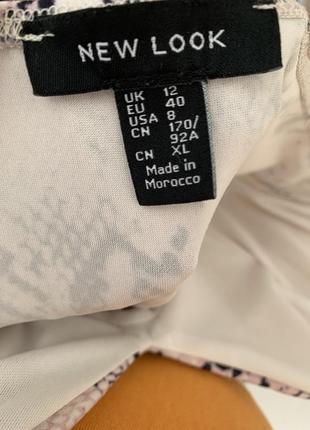 NEW LOOK
UK 12
EU 40
USA 8
CN 170/
92A
CN XL
Made in
Morocco